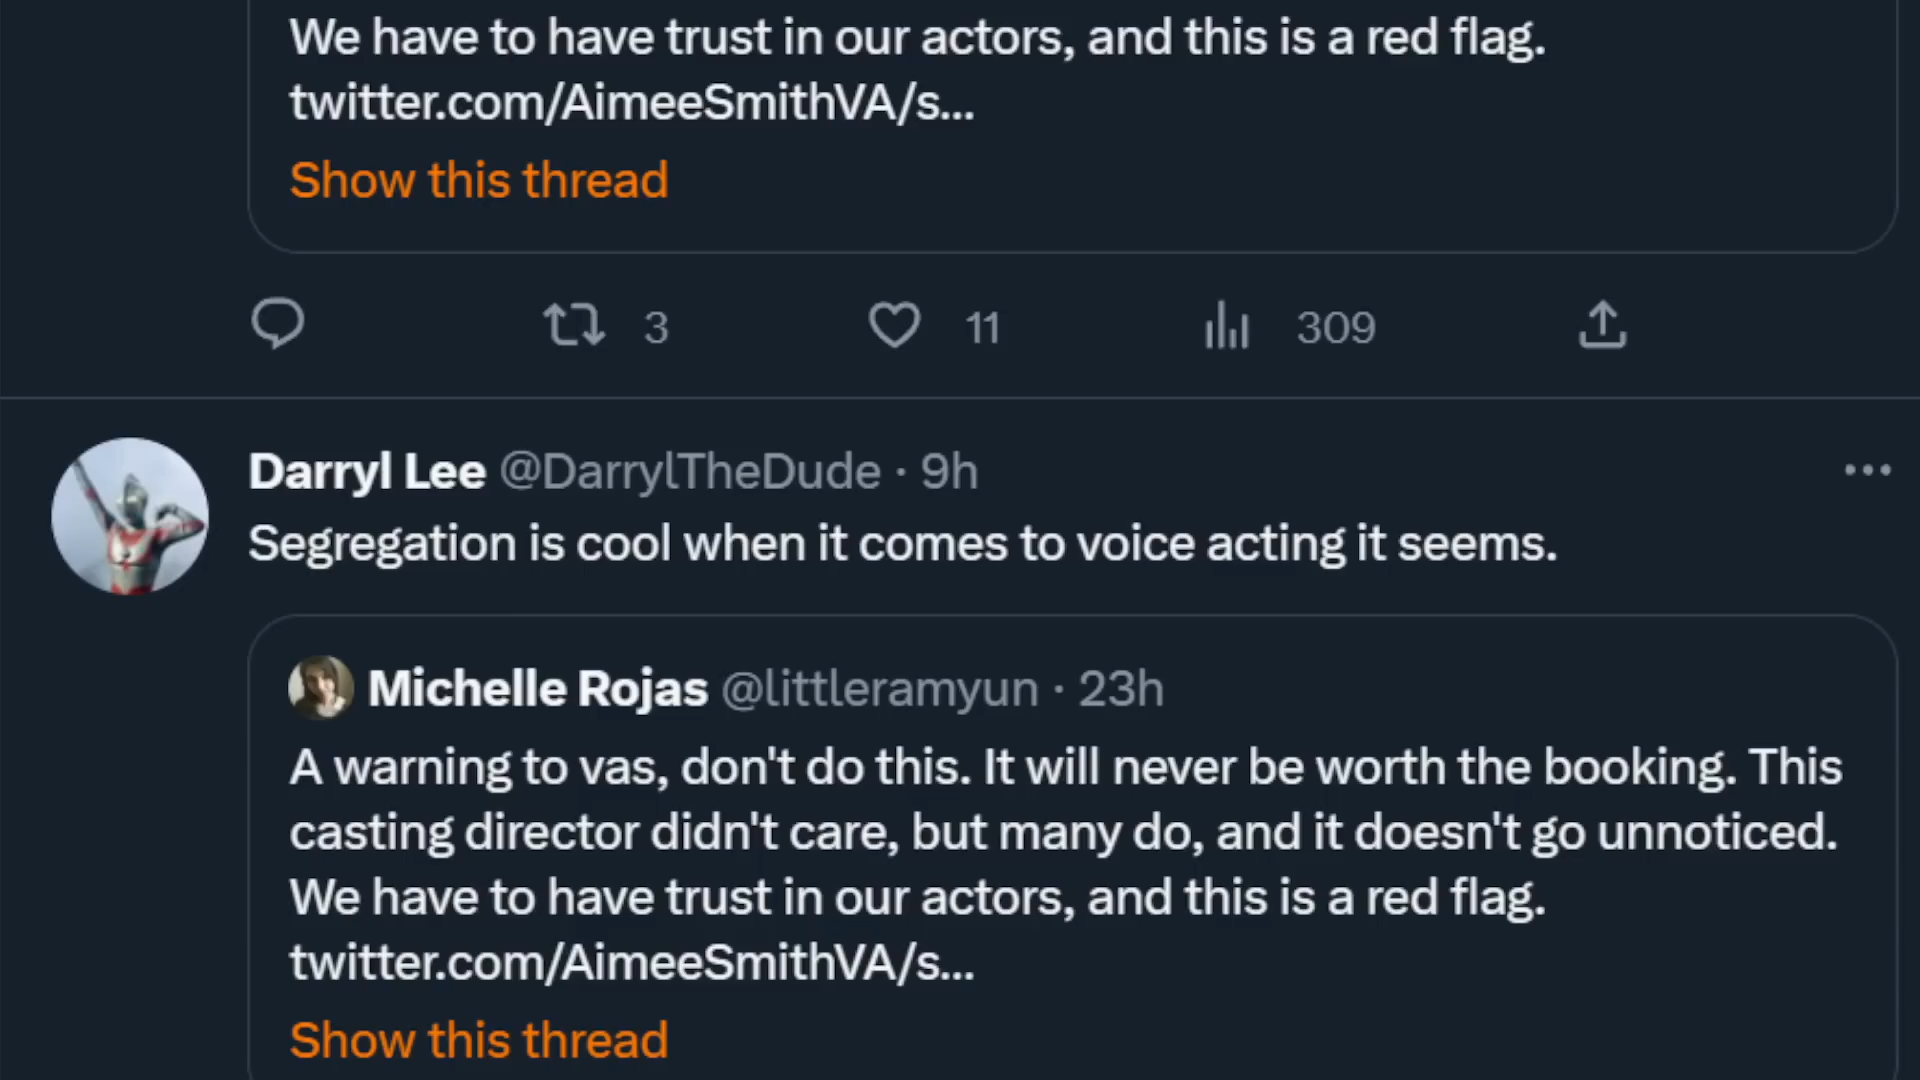 We have to have trust in our actors, and this is a red flag.
twitter.com/AimeeSmithVA/s...
Show this thread
3 11 309
Darryl Lee @DarrylTheDude · 9h
Segregation is cool when it comes to voice acting it seems.
Michelle Rojas @littleramyun · 23h
A warning to vas, don't do this. It will never be worth the booking. This
casting director didn't care, but many do, and it doesn't go unnoticed.
We have to have trust in our actors, and this is a red flag.
twitter.com/AimeeSmithVA/s...
Show this thread